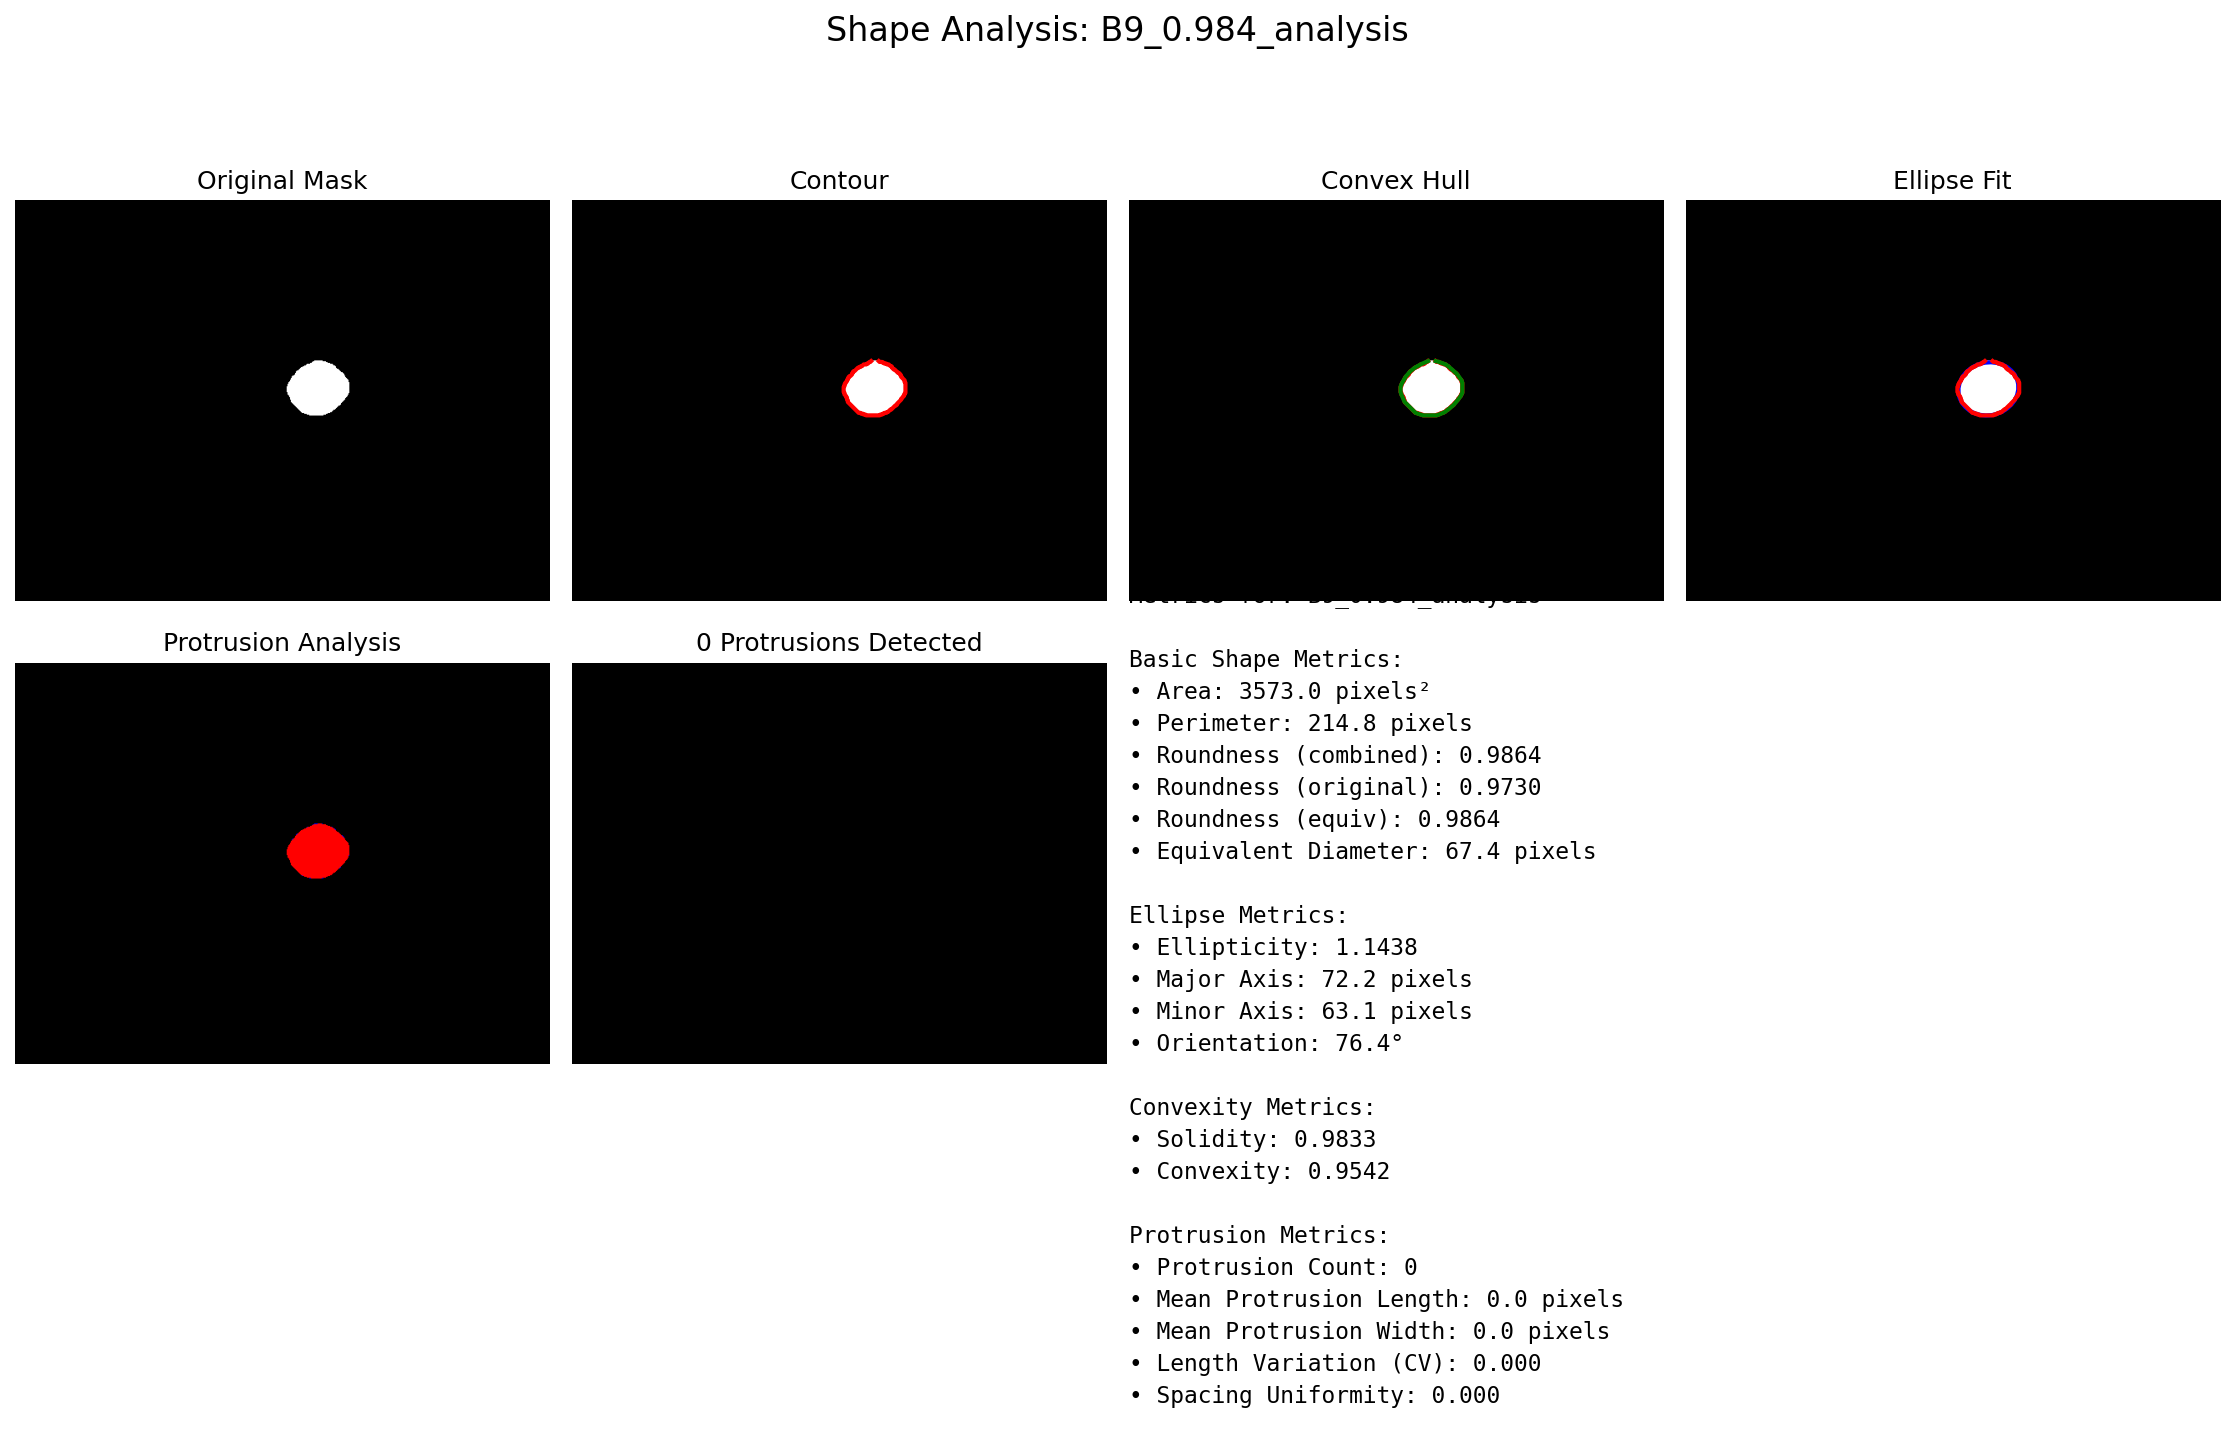 Shape Analysis: B9_0.984_analysis
Original Mask
Contour
Convex Hull
Ellipse Fit
Protrusion Analysis
0 Protrusions Detected
Metrics for: B9_0.984_analysis
Basic Shape Metrics:
• Area: 3573.0 pixels²
• Perimeter: 214.8 pixels
• Roundness (combined): 0.9864
• Roundness (original): 0.9730
• Roundness (equiv): 0.9864
• Equivalent Diameter: 67.4 pixels
Ellipse Metrics:
• Ellipticity: 1.1438
• Major Axis: 72.2 pixels
• Minor Axis: 63.1 pixels
• Orientation: 76.4°
Convexity Metrics:
• Solidity: 0.9833
• Convexity: 0.9542
Protrusion Metrics:
• Protrusion Count: 0
• Mean Protrusion Length: 0.0 pixels
• Mean Protrusion Width: 0.0 pixels
• Length Variation (CV): 0.000
• Spacing Uniformity: 0.000